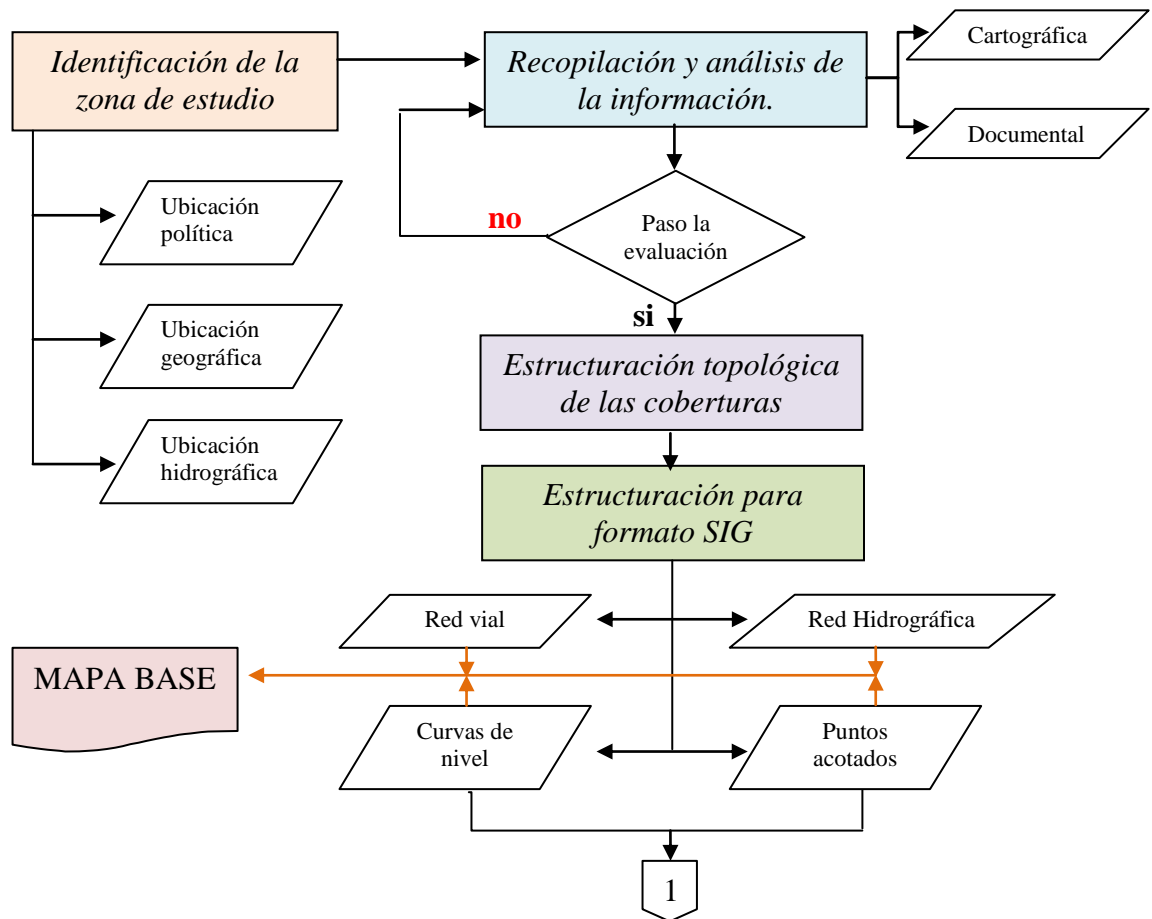 Identificación de la
zona de estudio
Recopilación y análisis de
la información.
Cartográfica
Documental
Ubicación
política
Ubicación
geográfica
Ubicación
hidrográfica
no
Paso la
evaluación
si
Estructuración topológica
de las coberturas
Estructuración para
formato SIG
Red vial
Red Hidrográfica
MAPA BASE
Curvas de
nivel
Puntos
acotados
1